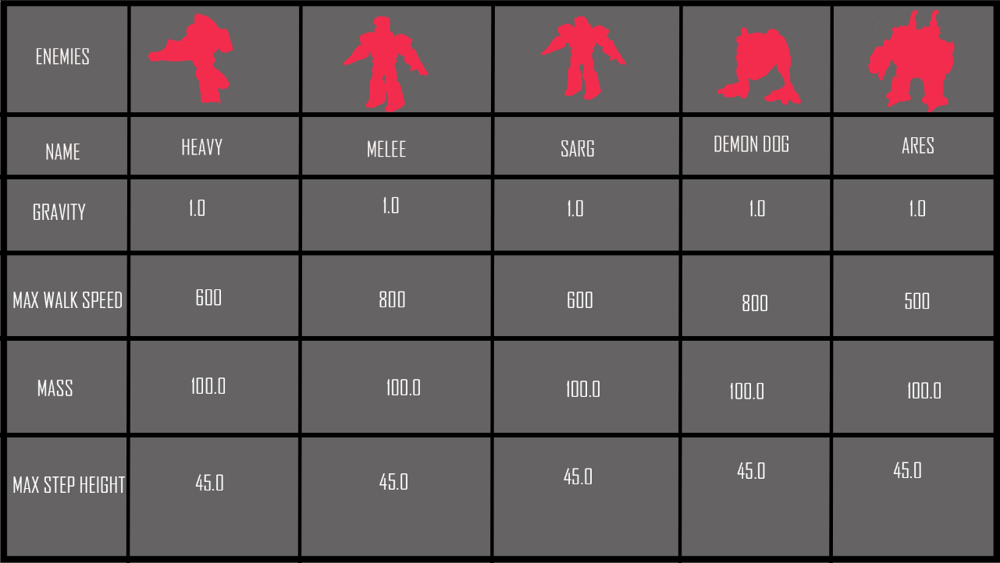 ENEMIES
NAME HEAVY MELEE SARG DEMON DOG ARES
GRAVITY 1.0 1.0 1.0 1.0 1.0
MAX WALK SPEED 600 800 600 800 500
MASS 100.0 100.0 100.0 100.0 100.0
MAX STEP HEIGHT 45.0 45.0 45.0 45.0 45.0